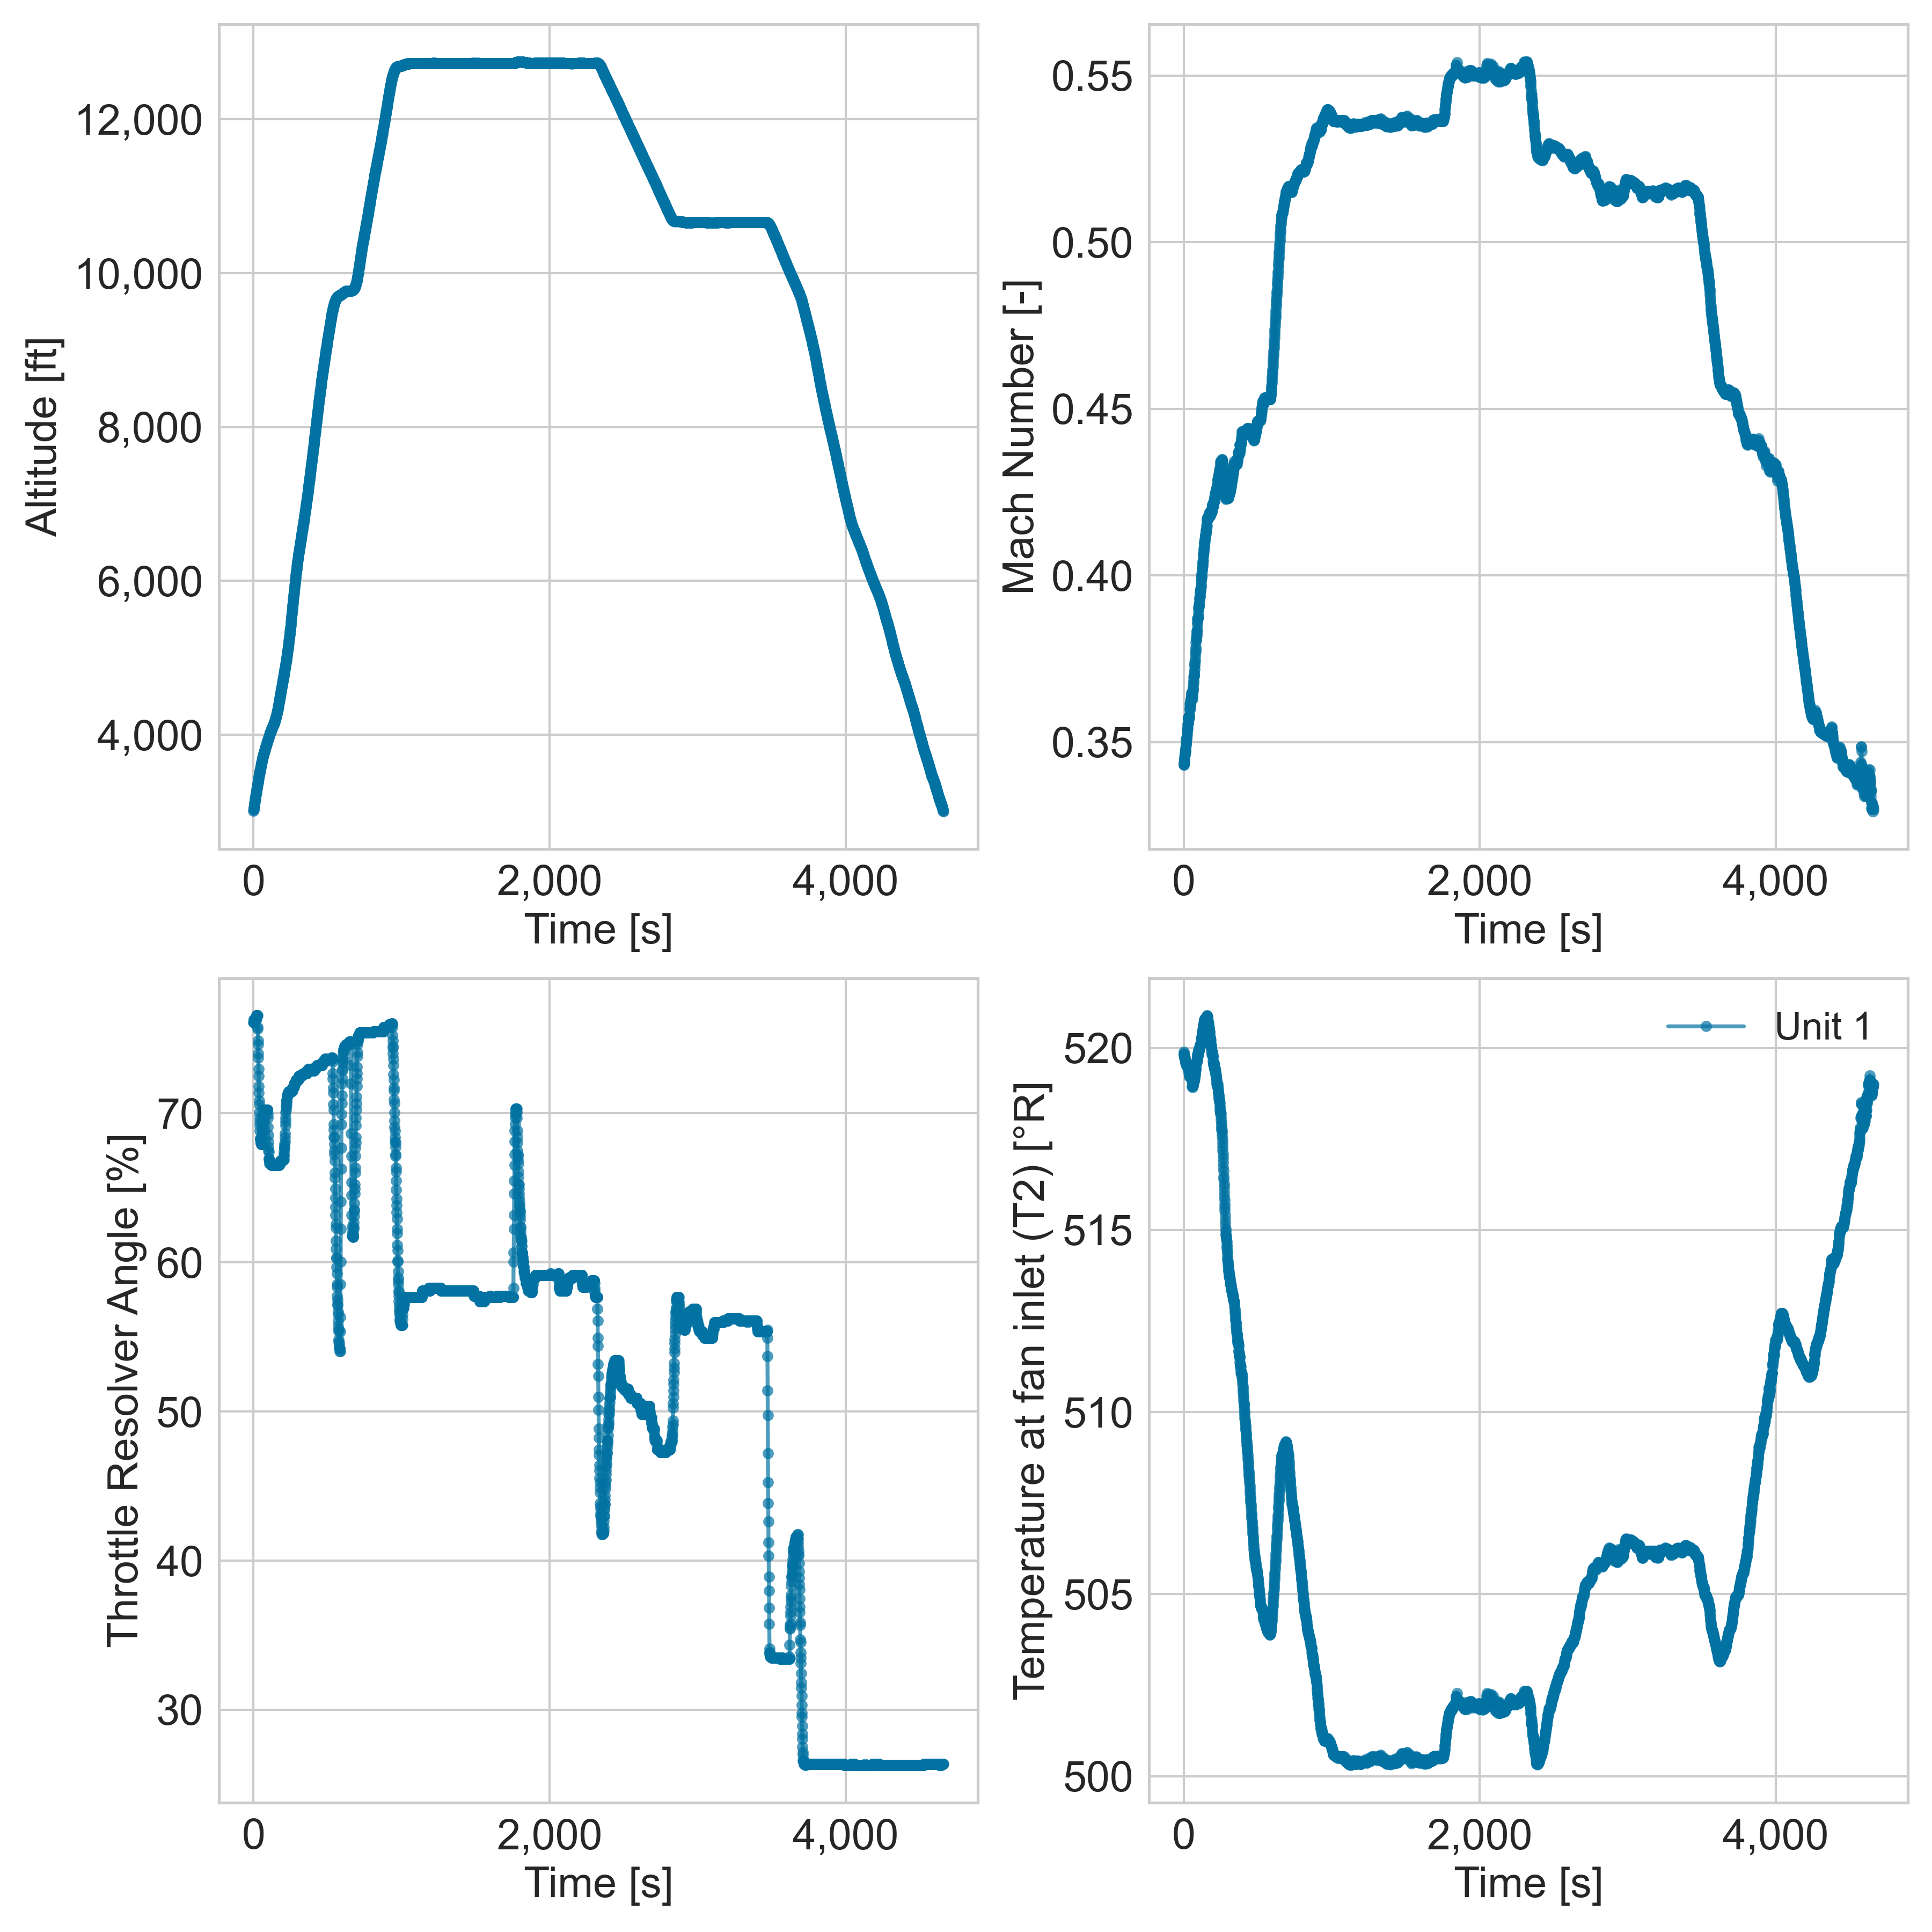 12,000
10,000
8,000
6,000
4,000
Altitude [ft]
0 2,000 4,000
Time [s]
0.55
0.50
0.45
0.40
0.35
Mach Number [-]
0 2,000 4,000
Time [s]
70
60
50
40
30
Throttle Resolver Angle [%]
0 2,000 4,000
Time [s]
520
515
510
505
500
Temperature at fan inlet (T2) [°R]
Unit 1
0 2,000 4,000
Time [s]